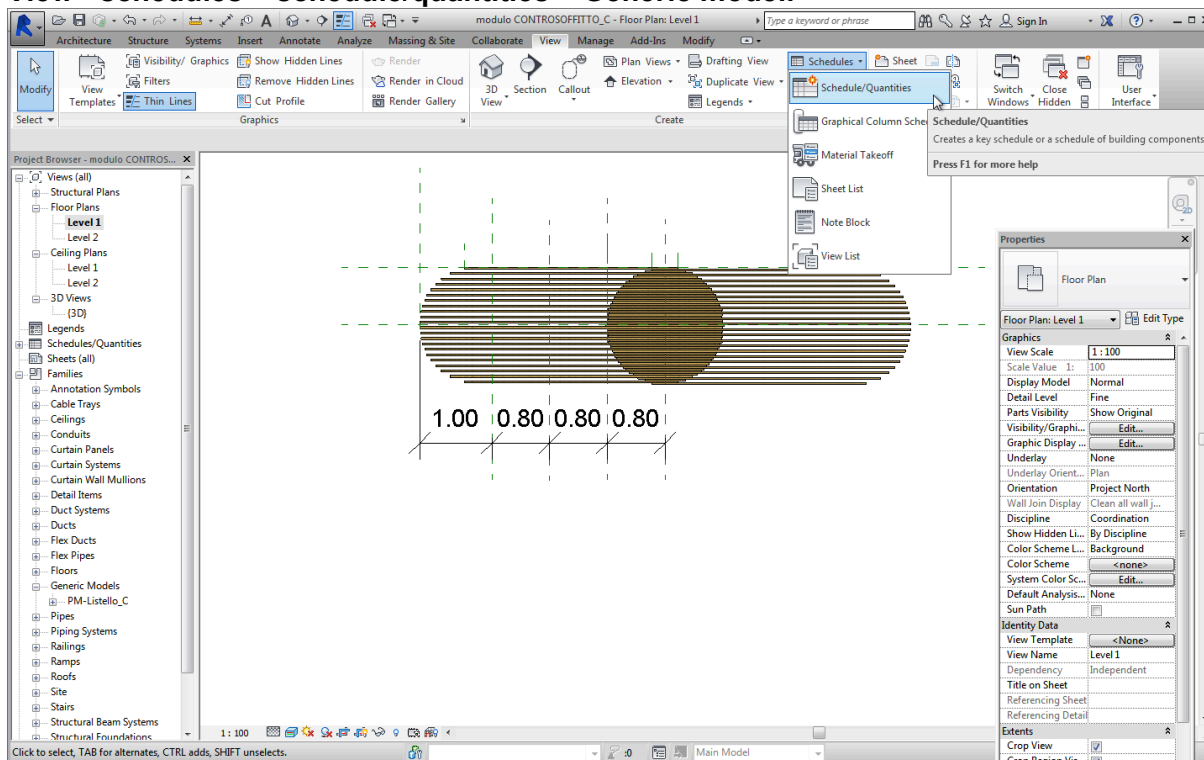 View - Schedules - schedule/quantities - Generic Modell
modulo CONTROSOFFITTO_C - Floor Plan: Level 1
Type a keyword or phrase
Sign In
Architecture Structure Systems Insert Annotate Analyze Massing & Site Collaborate View Manage Add-Ins Modify
Modify
View
Templates
Visibility/ Graphics
Filters
Thin Lines
Show Hidden Lines
Remove Hidden Lines
Cut Profile
Render
Render in Cloud
Render Gallery
3D
View
Section
Callout
Plan Views
Elevation
Drafting View
Duplicate View
Legends
Schedules
Sheet
Switch
Windows
Close
Hidden
User
Interface
Select
Graphics
Create
Schedule/Quantities
Graphical Column Sche
Material Takeoff
Sheet List
Note Block
View List
Schedule/Quantities
Creates a key schedule or a schedule of building components
Press F1 for more help
Project Browser - modulo CONTROS...
Views (all)
Structural Plans
Floor Plans
Level 1
Level 2
Ceiling Plans
Level 1
Level 2
3D Views
{3D}
Legends
Schedules/Quantities
Sheets (all)
Families
Annotation Symbols
Cable Trays
Ceilings
Conduits
Curtain Panels
Curtain Systems
Curtain Wall Mullions
Detail Items
Duct Systems
Ducts
Flex Ducts
Flex Pipes
Floors
Generic Models
PM-Listello_C
Pipes
Piping Systems
Railings
Ramps
Roofs
Site
Stairs
Structural Beam Systems
Structural Foundations
1.00 0.80 0.80 0.80
2D
Properties
Floor Plan
Floor Plan: Level 1 Edit Type
Graphics
View Scale 1 : 100
Scale Value 1: 100
Display Model Normal
Detail Level Fine
Parts Visibility Show Original
Visibility/Graphi... Edit...
Graphic Display ... Edit...
Underlay None
Underlay Orient... Plan
Orientation Project North
Wall Join Display Clean all wall j...
Discipline Coordination
Show Hidden Li... By Discipline
Color Scheme L... Background
Color Scheme <none>
System Color Sc... Edit...
Default Analysis... None
Sun Path
Identity Data
View Template <None>
View Name Level 1
Dependency Independent
Title on Sheet
Referencing Sheet
Referencing Detail
Extents
Crop View
Crop Region Vis...
1 : 100
Click to select, TAB for alternates, CTRL adds, SHIFT unselects.
:0
Main Model